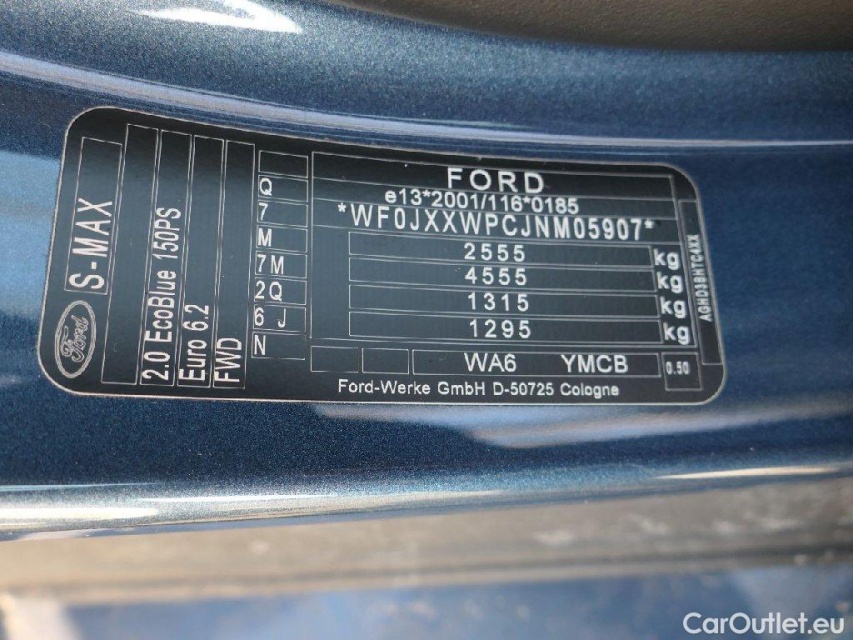 Ford
S-MAX
2.0 EcoBlue 150PS
Euro 6.2
FWD
Q
7
M
7M
2Q
6 J
N
FORD
e13*2001/116*0185
*WF0JXXWPCJNM05907*
2555 kg
4555 kg
1315 kg
1295 kg
WA6 YMCB 0.50
Ford-Werke GmbH D-50725 Cologne
CarOutlet.eu